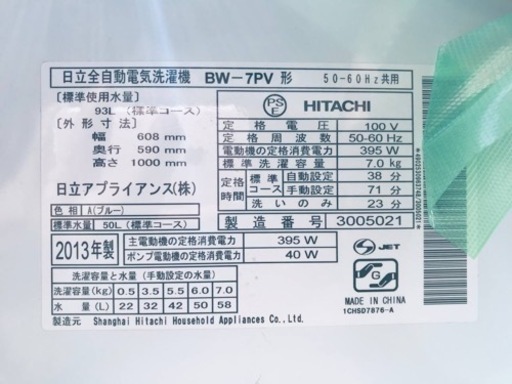 日立全自動電気洗濯機 BW-7PV 形 50-60Hz共用
〔標準使用水量〕
93L (標準コース)
〔外形寸法〕
幅 608 mm
奥行 590 mm
高さ 1000 mm
日立アプライアンス(株)
色相 A(ブルー)
標準水量 50L (標準コース)
PSE HITACHI
定格電圧 100 V
定格周波数 50-60 Hz
電動機の定格消費電力 395 W
標準洗濯容量 7.0 kg
定格時間 標準コース 自動設定 38 分
手動設定 71 分
洗いのみ 23 分
製造番号 3005021
2013年製
主電動機の定格消費電力 395 W
ポンプ電動機の定格消費電力 40 W
洗濯容量と水量 (手動設定の水量)
洗濯容量(kg) 0.5 3.5 5.5 6.0 7.0
水量 (L) 22 32 42 50 58
製造元 Shanghai Hitachi Household Appliances Co., Ltd.
S JET
MADE IN CHINA
1CHSD7876-A